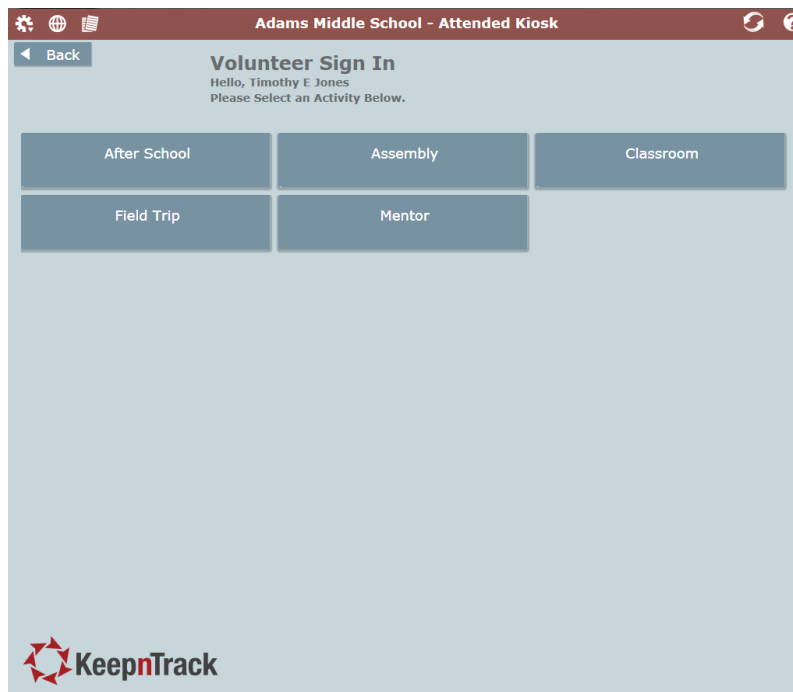 Adams Middle School - Attended Kiosk
Back
Volunteer Sign In
Hello, Timothy E Jones
Please Select an Activity Below.
After School
Assembly
Classroom
Field Trip
Mentor
KeepnTrack